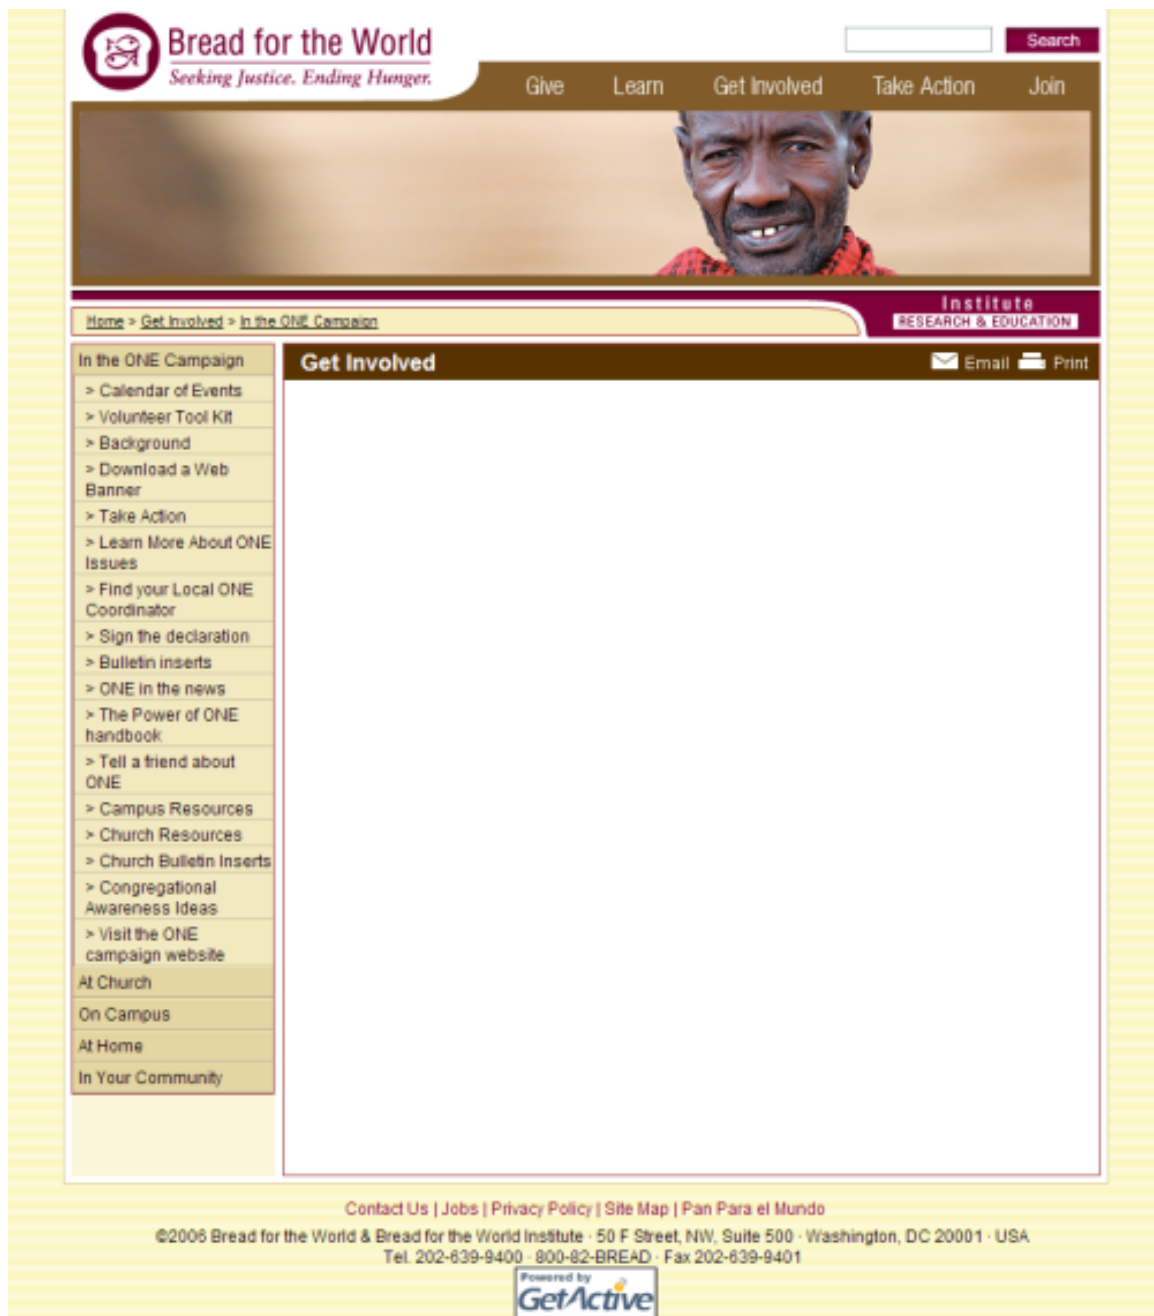 Bread for the World
Seeking Justice. Ending Hunger.
Search
Give Learn Get Involved Take Action Join
Institute
RESEARCH & EDUCATION
Home > Get Involved > In the ONE Campaign
In the ONE Campaign
> Calendar of Events
> Volunteer Tool Kit
> Background
> Download a Web
Banner
> Take Action
> Learn More About ONE
Issues
> Find your Local ONE
Coordinator
> Sign the declaration
> Bulletin inserts
> ONE in the news
> The Power of ONE
handbook
> Tell a friend about
ONE
> Campus Resources
> Church Resources
> Church Bulletin Inserts
> Congregational
Awareness Ideas
> Visit the ONE
campaign website
At Church
On Campus
At Home
In Your Community
Get Involved
Email Print
Contact Us | Jobs | Privacy Policy | Site Map | Pan Para el Mundo
©2006 Bread for the World & Bread for the World Institute · 50 F Street, NW, Suite 500 · Washington, DC 20001 · USA
Tel. 202-639-9400 · 800-82-BREAD · Fax 202-639-9401
Powered by
GetActive